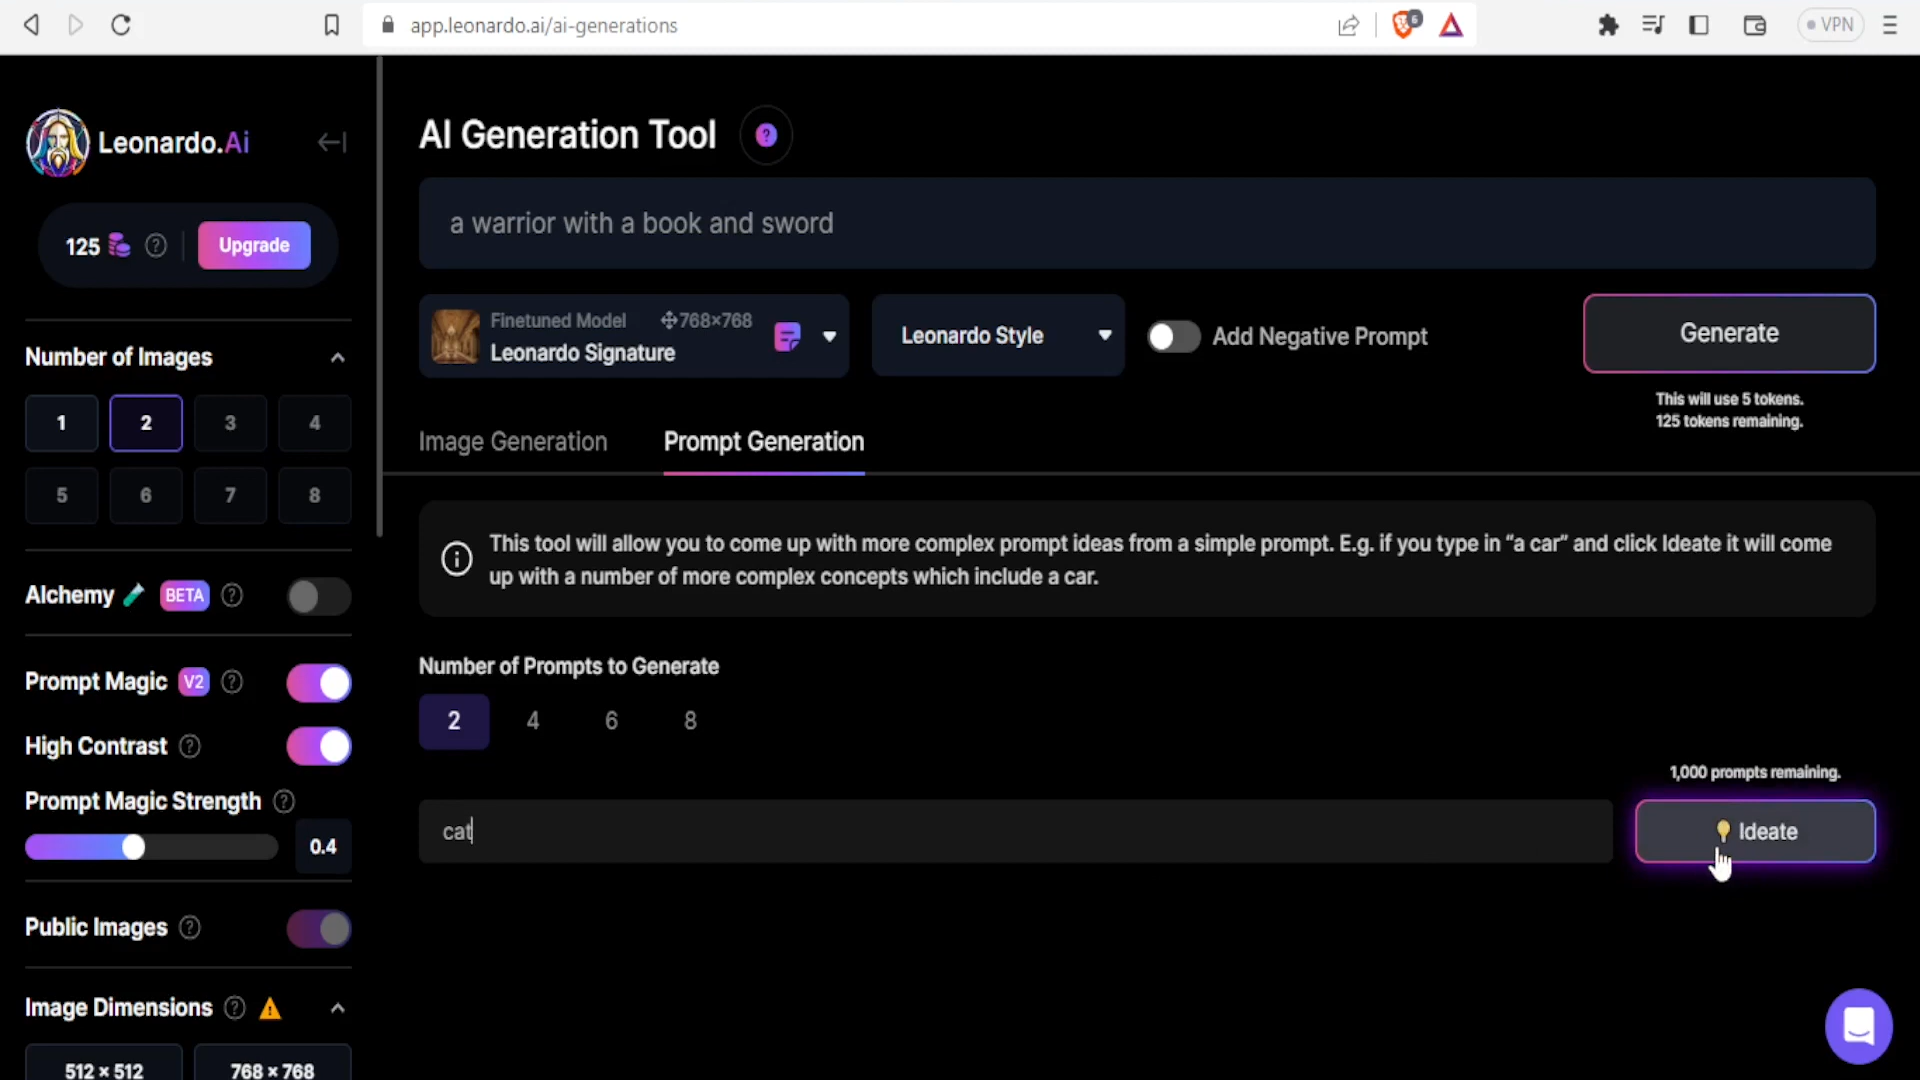 app.leonardo.ai/ai-generations
6
VPN
Leonardo.Ai
125
Upgrade
Number of Images
1 2 3 4
5 6 7 8
Alchemy BETA
Prompt Magic V2
High Contrast
Prompt Magic Strength
0.4
Public Images
Image Dimensions
512 × 512 768 × 768
AI Generation Tool
a warrior with a book and sword
Finetuned Model 768×768
Leonardo Signature
Leonardo Style
Add Negative Prompt
Generate
This will use 5 tokens.
125 tokens remaining.
Image Generation Prompt Generation
This tool will allow you to come up with more complex prompt ideas from a simple prompt. E.g. if you type in “a car” and click Ideate it will come
up with a number of more complex concepts which include a car.
Number of Prompts to Generate
2 4 6 8
1,000 prompts remaining.
cat
Ideate